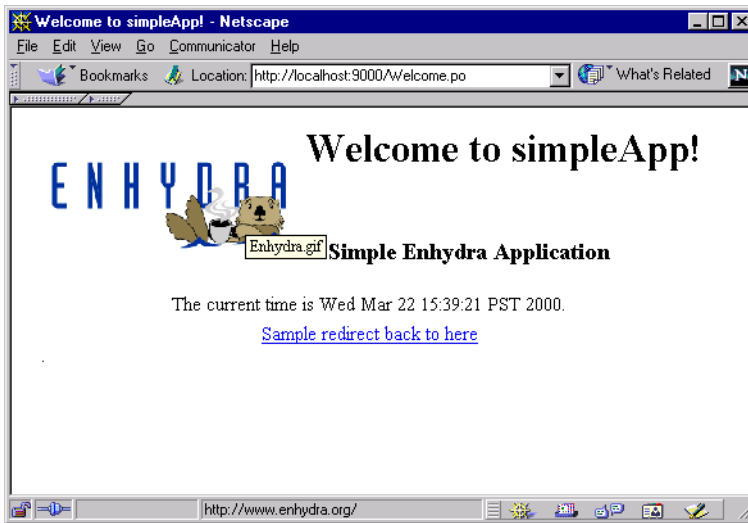 Welcome to simpleApp! - Netscape
File Edit View Go Communicator Help
Bookmarks Location: http://localhost:9000/Welcome.po What's Related N
Welcome to simpleApp!
ENHYDRA
Enhydra.gif
Simple Enhydra Application
The current time is Wed Mar 22 15:39:21 PST 2000.
Sample redirect back to here
http://www.enhydra.org/